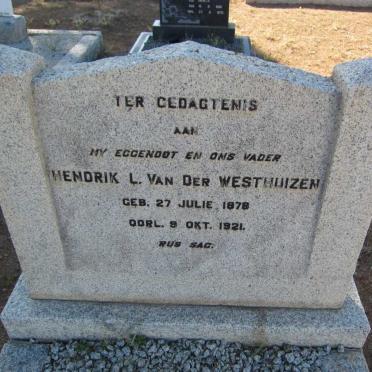 TER GEDAGTENIS
AAN
MY EGGENOOT EN ONS VADER
HENDRIK L. VAN DER WESTHUIZEN
GEB. 27 JULIE 1878
OORL. 9 OKT. 1921.
RUS SAG.